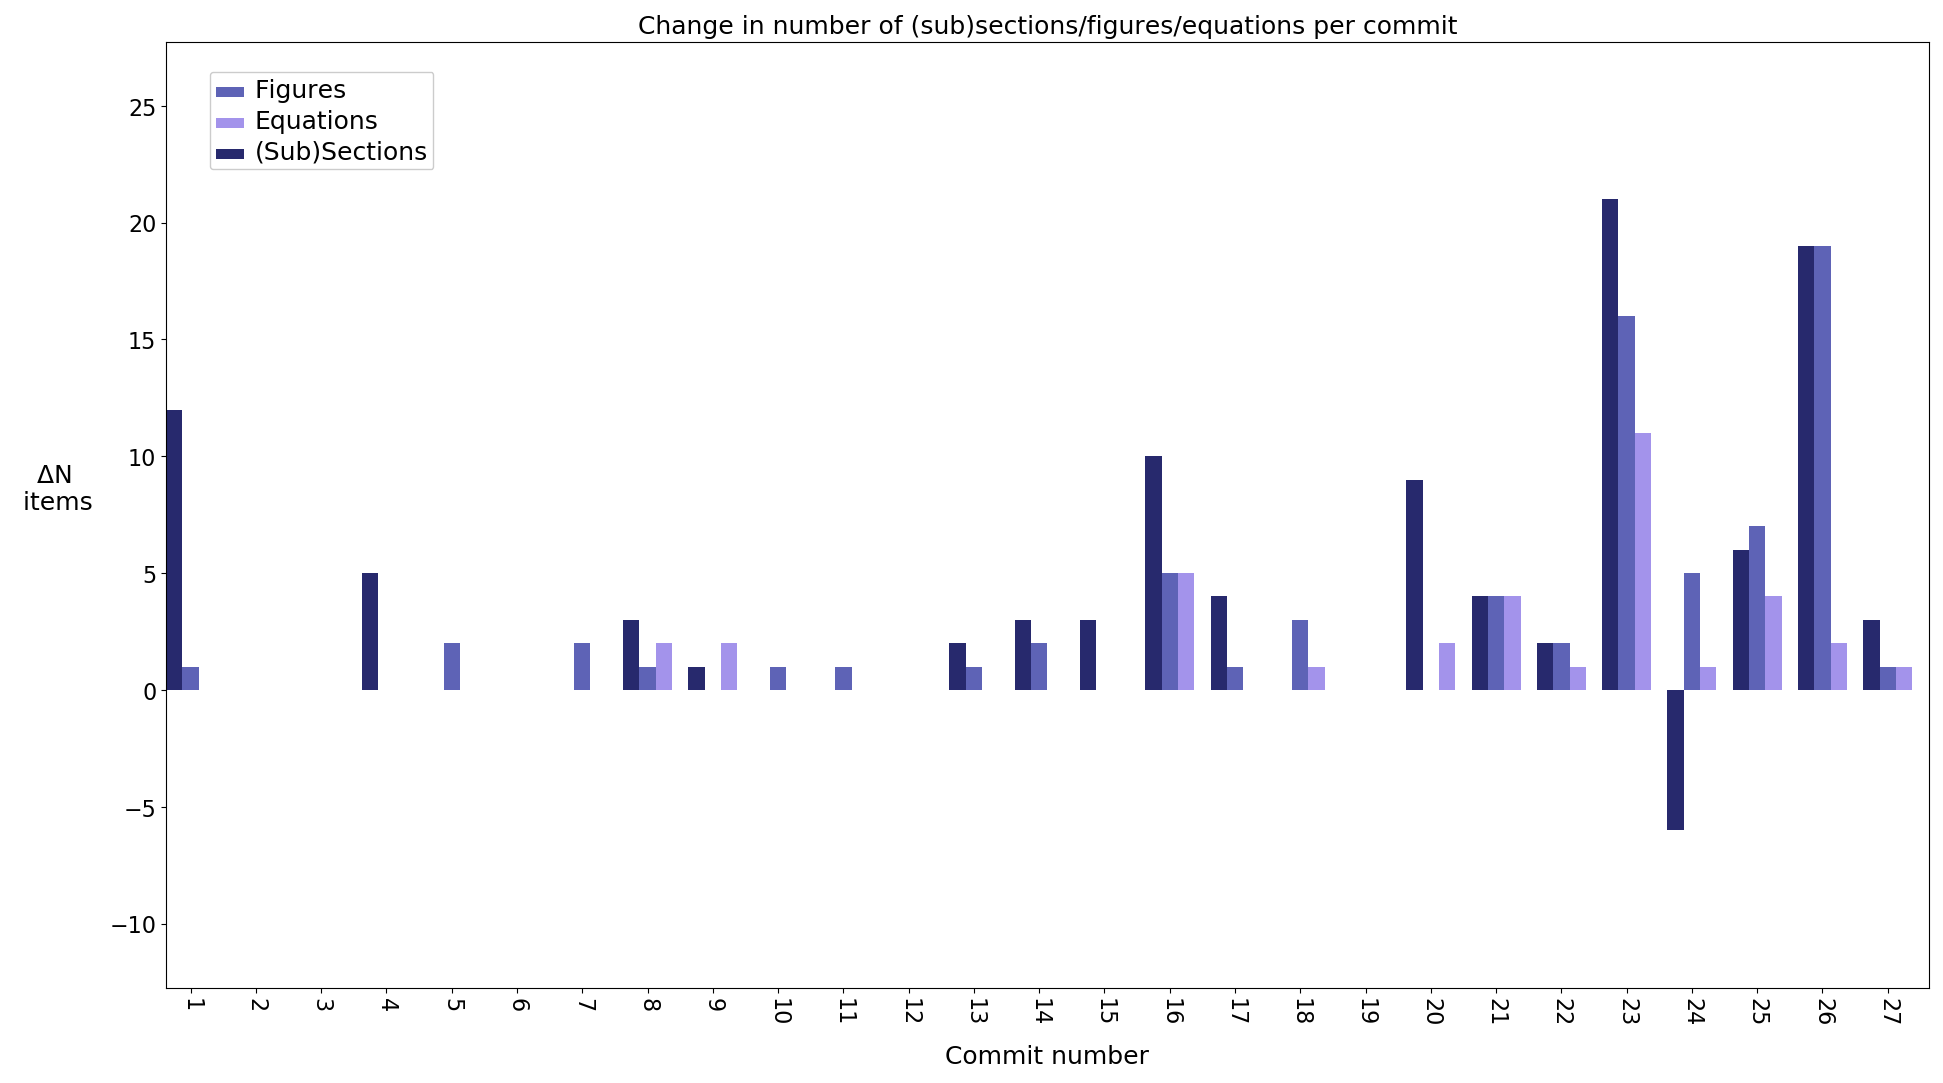 Change in number of (sub)sections/figures/equations per commit
Figures
Equations
(Sub)Sections
25
20
15
10
5
0
−5
−10
ΔN
items
1 2 3 4 5 6 7 8 9 10 11 12 13 14 15 16 17 18 19 20 21 22 23 24 25 26 27
Commit number